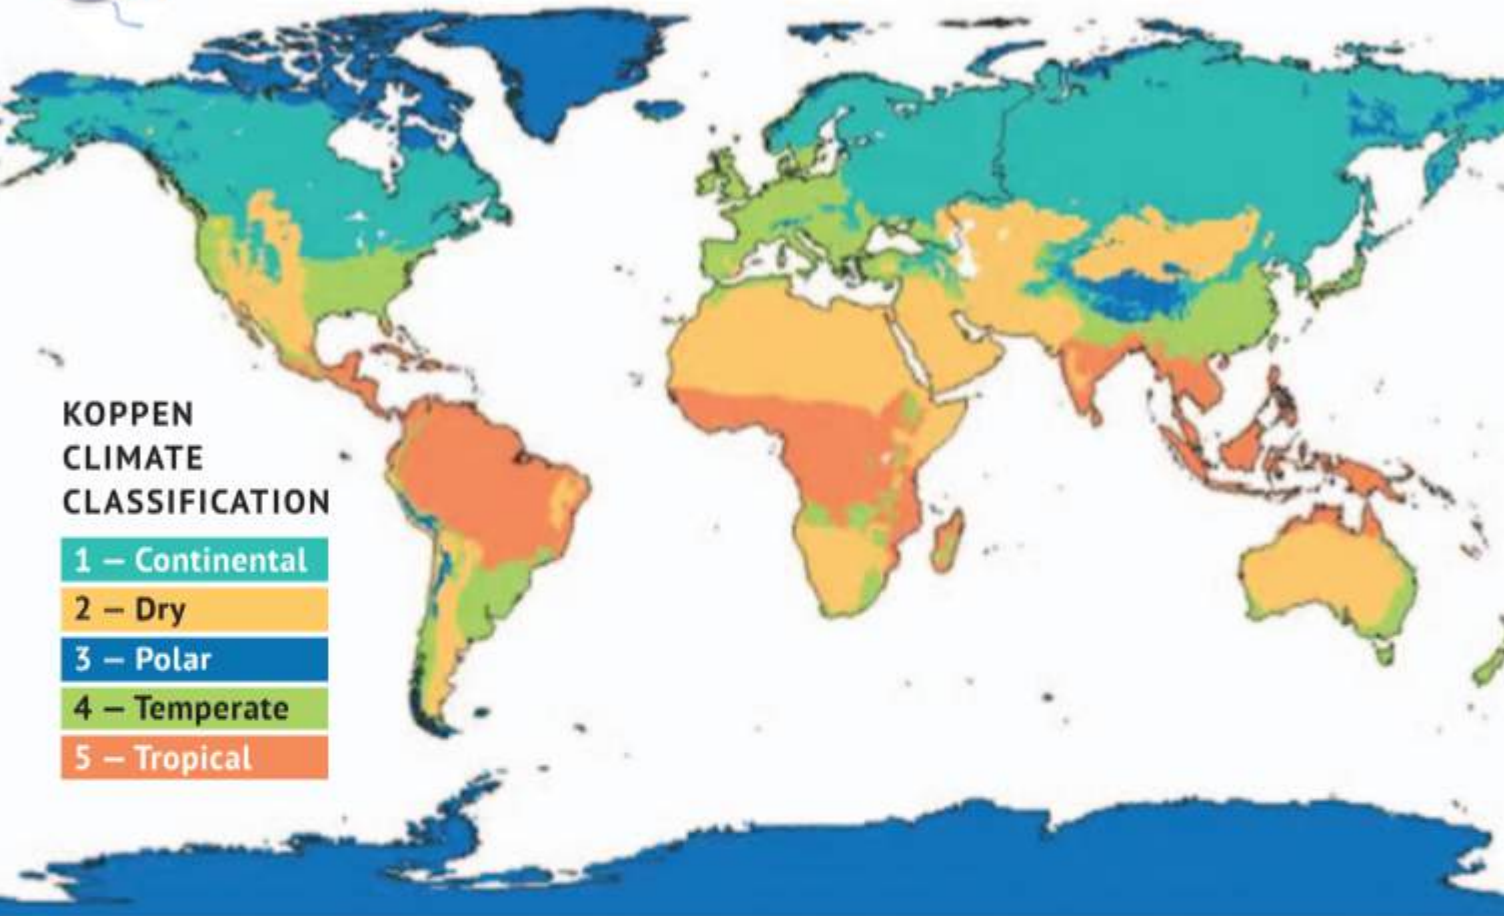 KOPPEN
CLIMATE
CLASSIFICATION
1 — Continental
2 — Dry
3 — Polar
4 — Temperate
5 — Tropical